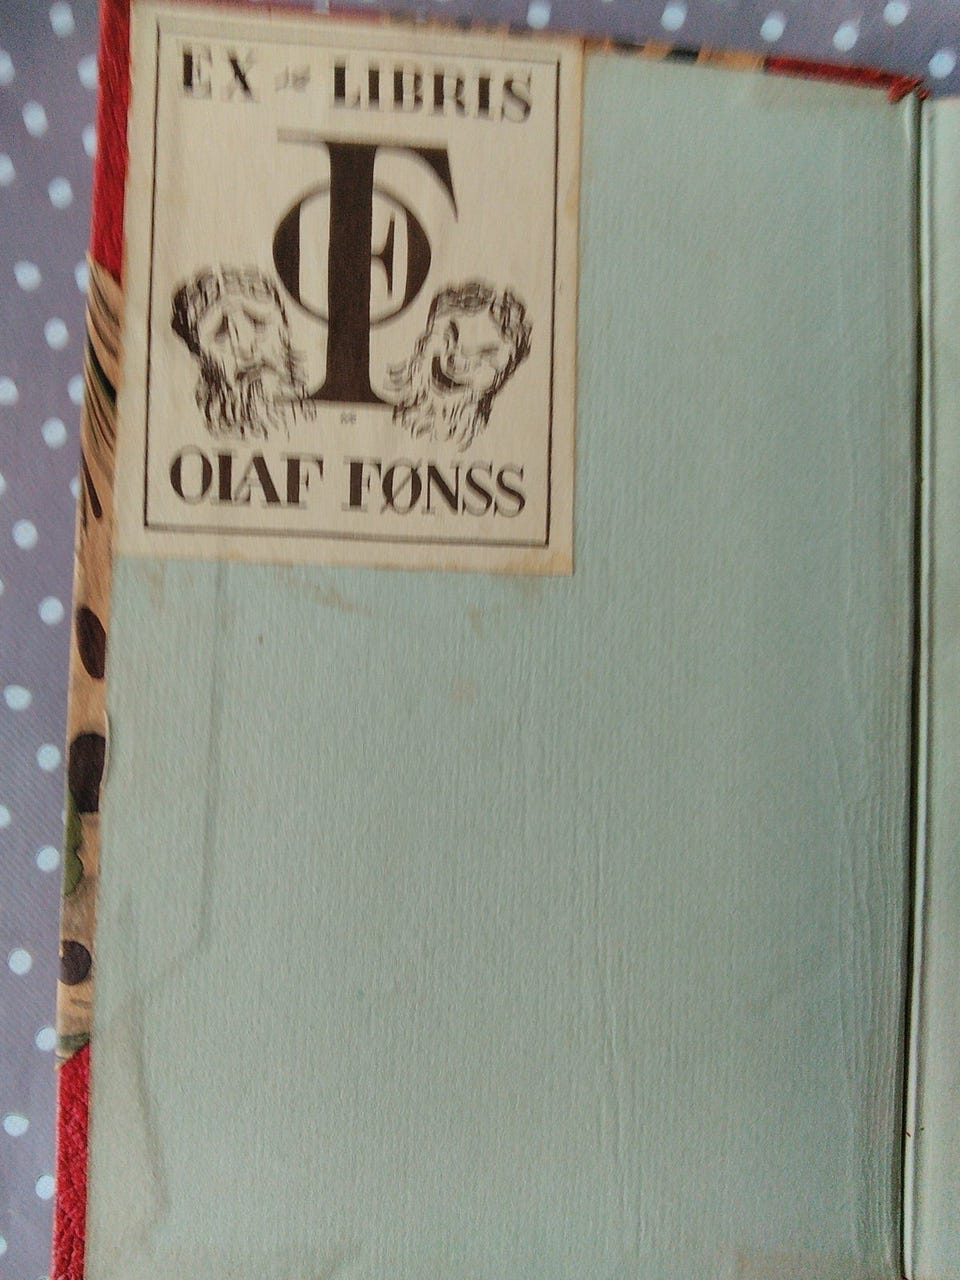 EX LIBRIS
OF
OLAF FØNSS